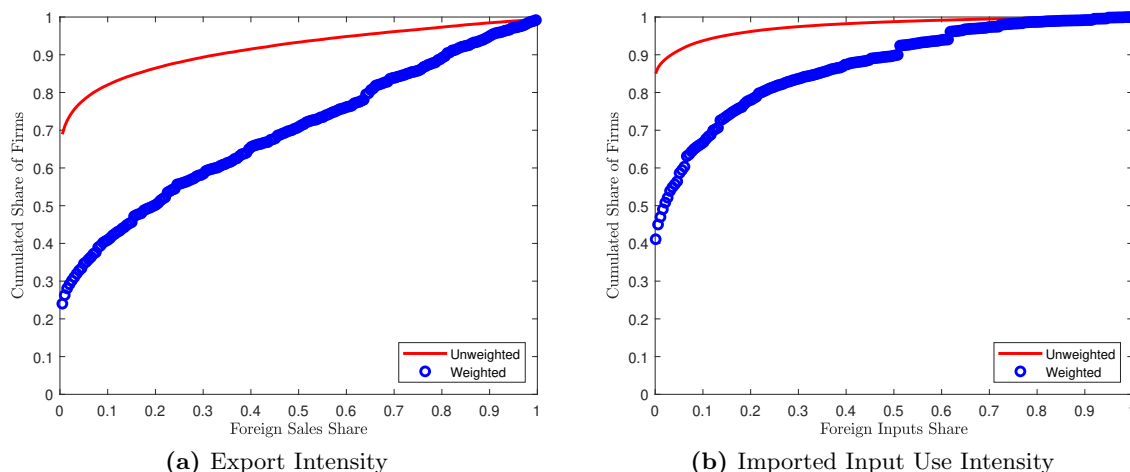 1
0.9
0.8
0.7
0.6
0.5
0.4
0.3
0.2
0.1
0
Cumulated Share of Firms
Unweighted
Weighted
0 0.1 0.2 0.3 0.4 0.5 0.6 0.7 0.8 0.9 1
Foreign Sales Share
(a) Export Intensity
1
0.9
0.8
0.7
0.6
0.5
0.4
0.3
0.2
0.1
0
Cumulated Share of Firms
Unweighted
Weighted
0 0.1 0.2 0.3 0.4 0.5 0.6 0.7 0.8 0.9 1
Foreign Inputs Share
(b) Imported Input Use Intensity